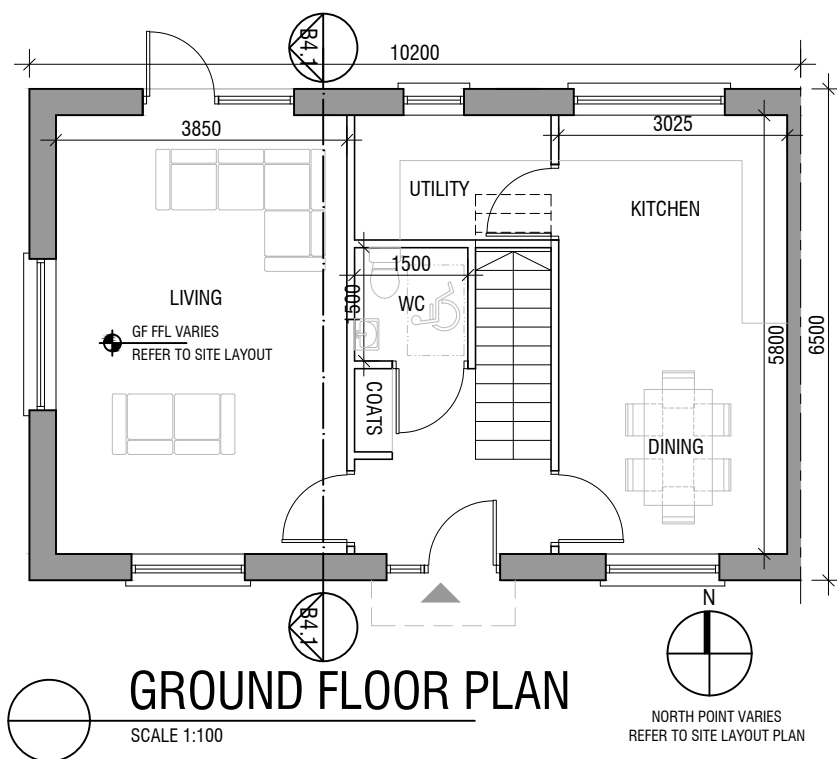 B4.1
10200
3850
3025
UTILITY
KITCHEN
1500
LIVING
WC
1500
GF FFL VARIES
REFER TO SITE LAYOUT
5800
6500
COATS
DINING
B4.1
N
GROUND FLOOR PLAN
SCALE 1:100
NORTH POINT VARIES
REFER TO SITE LAYOUT PLAN